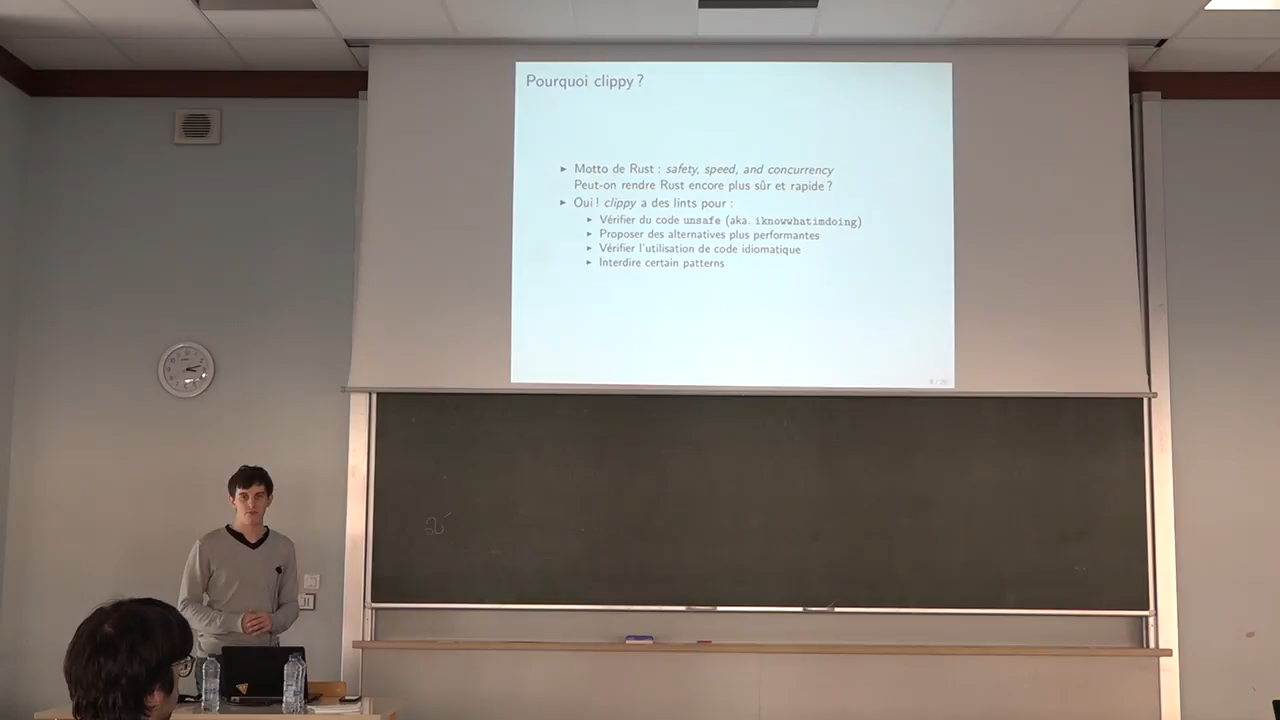 Pourquoi clippy ?
▸ Motto de Rust : safety, speed, and concurrency
Peut-on rendre Rust encore plus sûr et rapide ?
▸ Oui ! clippy a des lints pour :
▸ Vérifier du code unsafe (aka. iknowwhatimdoing)
▸ Proposer des alternatives plus performantes
▸ Vérifier l'utilisation de code idiomatique
▸ Interdire certain patterns